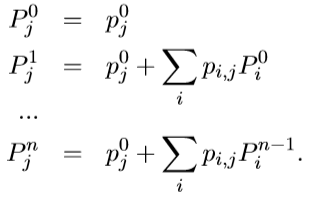 P_j^0 = p_j^0
P_j^1 = p_j^0 + \sum_i p_{i,j} P_i^0
...
P_j^n = p_j^0 + \sum_i p_{i,j} P_i^{n-1}.